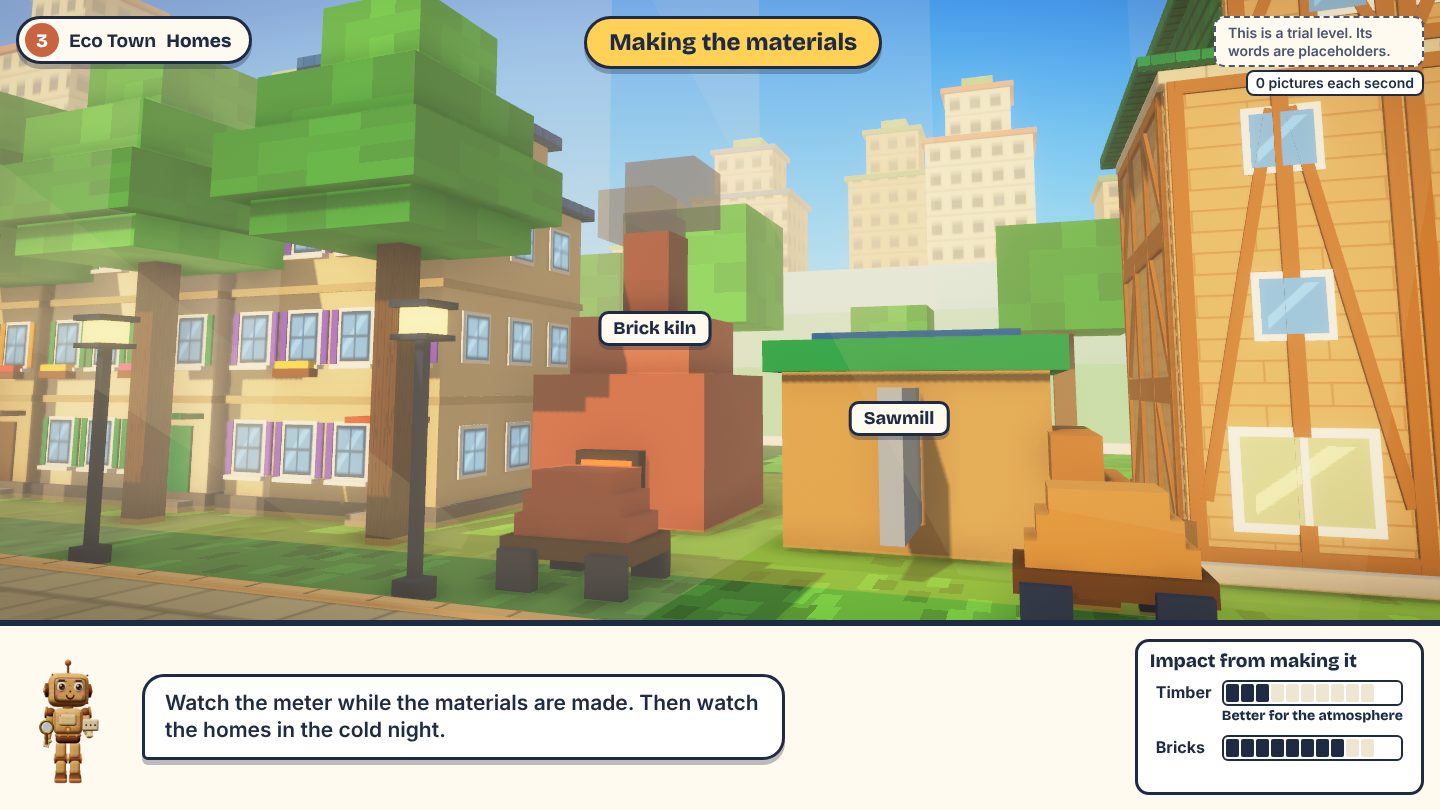 3 Eco Town Homes
Making the materials
This is a trial level. Its
words are placeholders.
0 pictures each second
Brick kiln
Sawmill
Watch the meter while the materials are made. Then watch
the homes in the cold night.
Impact from making it
Timber
Better for the atmosphere
Bricks